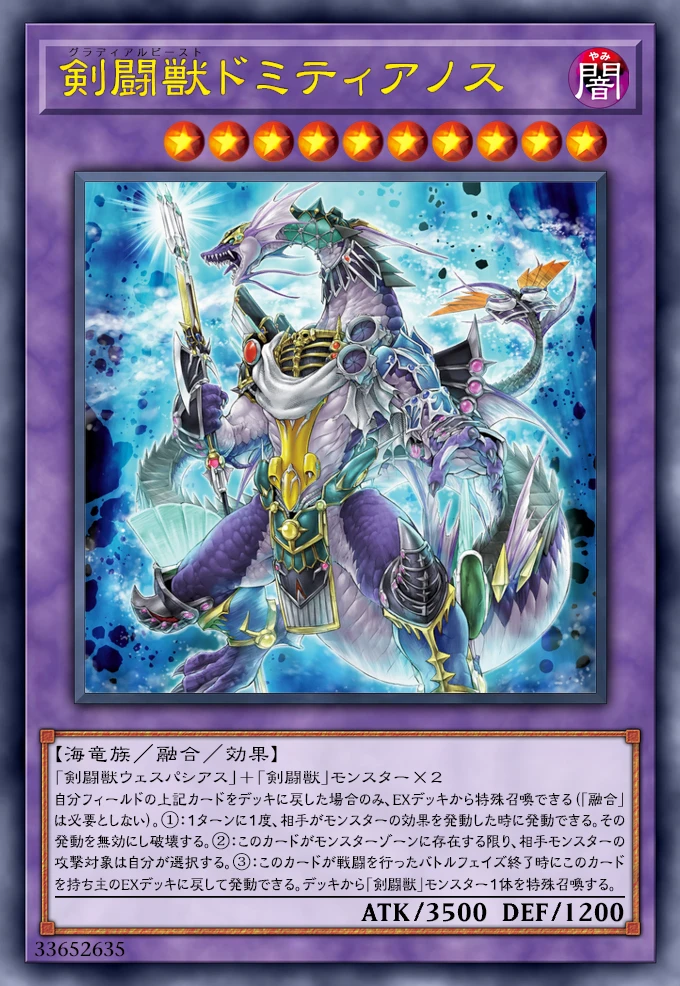 グラディアルビースト
剣闘獣ドミティアノス
やみ
闇
【海竜族／融合／効果】
「剣闘獣ウェスパシアス」＋「剣闘獣」モンスター×２
自分フィールドの上記カードをデッキに戻した場合のみ、EXデッキから特殊召喚できる(「融合」
は必要としない)。①：1ターンに1度、相手がモンスターの効果を発動した時に発動できる。その
発動を無効にし破壊する。②：このカードがモンスターゾーンに存在する限り、相手モンスターの
攻撃対象は自分が選択する。③：このカードが戦闘を行ったバトルフェイズ終了時にこのカード
を持ち主のEXデッキに戻して発動できる。デッキから「剣闘獣」モンスター1体を特殊召喚する。
ATK/3500 DEF/1200
33652635